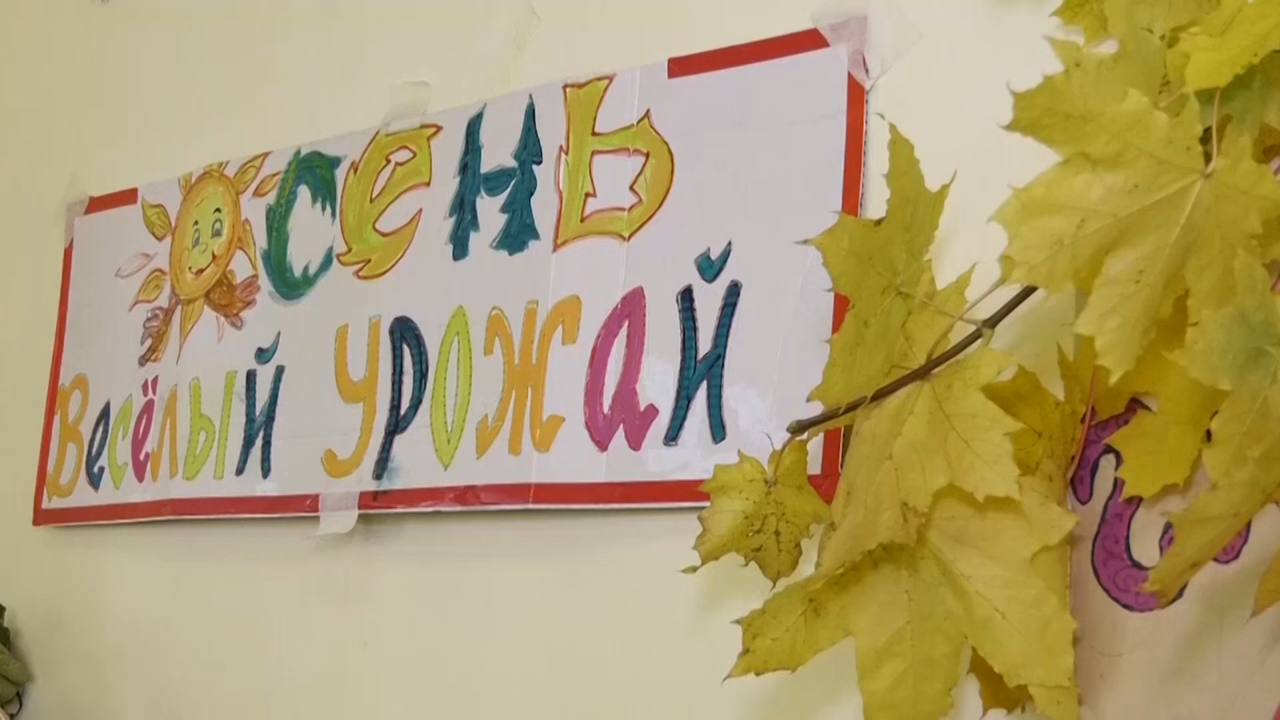 Осень
Весёлый урожай